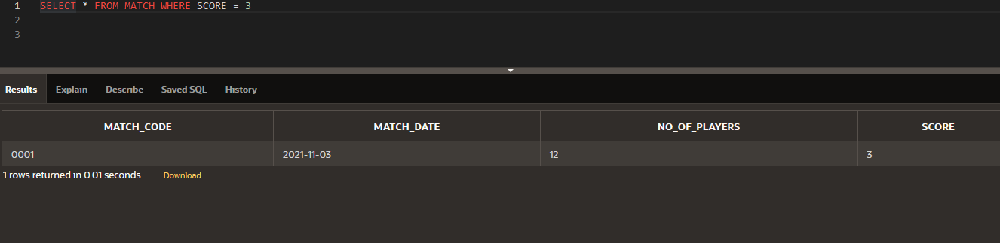 1 SELECT * FROM MATCH WHERE SCORE = 3
2
3
Results Explain Describe Saved SQL History
MATCH_CODE MATCH_DATE NO_OF_PLAYERS SCORE
0001 2021-11-03 12 3
1 rows returned in 0.01 seconds Download